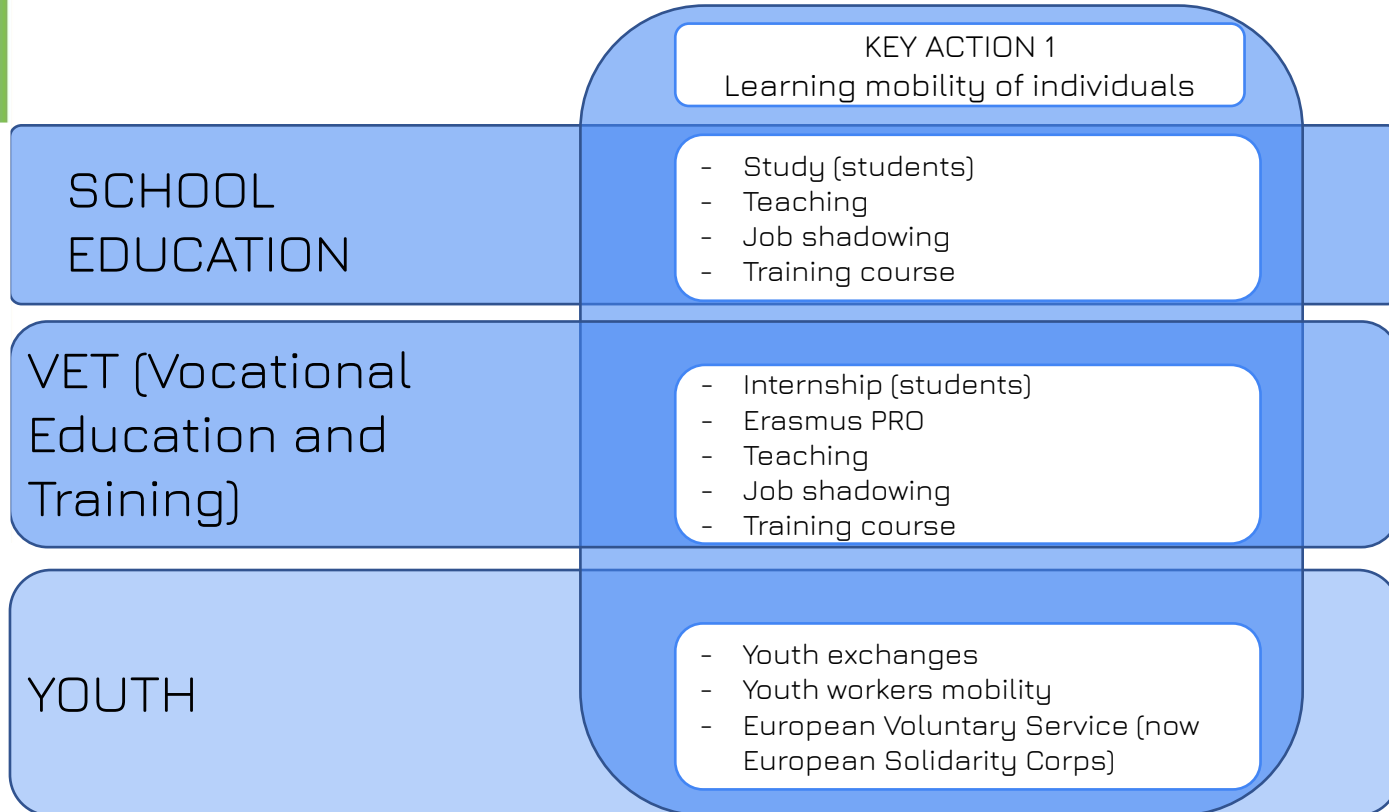 KEY ACTION 1
Learning mobility of individuals
SCHOOL
EDUCATION
- Study (students)
- Teaching
- Job shadowing
- Training course
VET (Vocational
Education and
Training)
- Internship (students)
- Erasmus PRO
- Teaching
- Job shadowing
- Training course
YOUTH
- Youth exchanges
- Youth workers mobility
- European Voluntary Service (now
European Solidarity Corps)